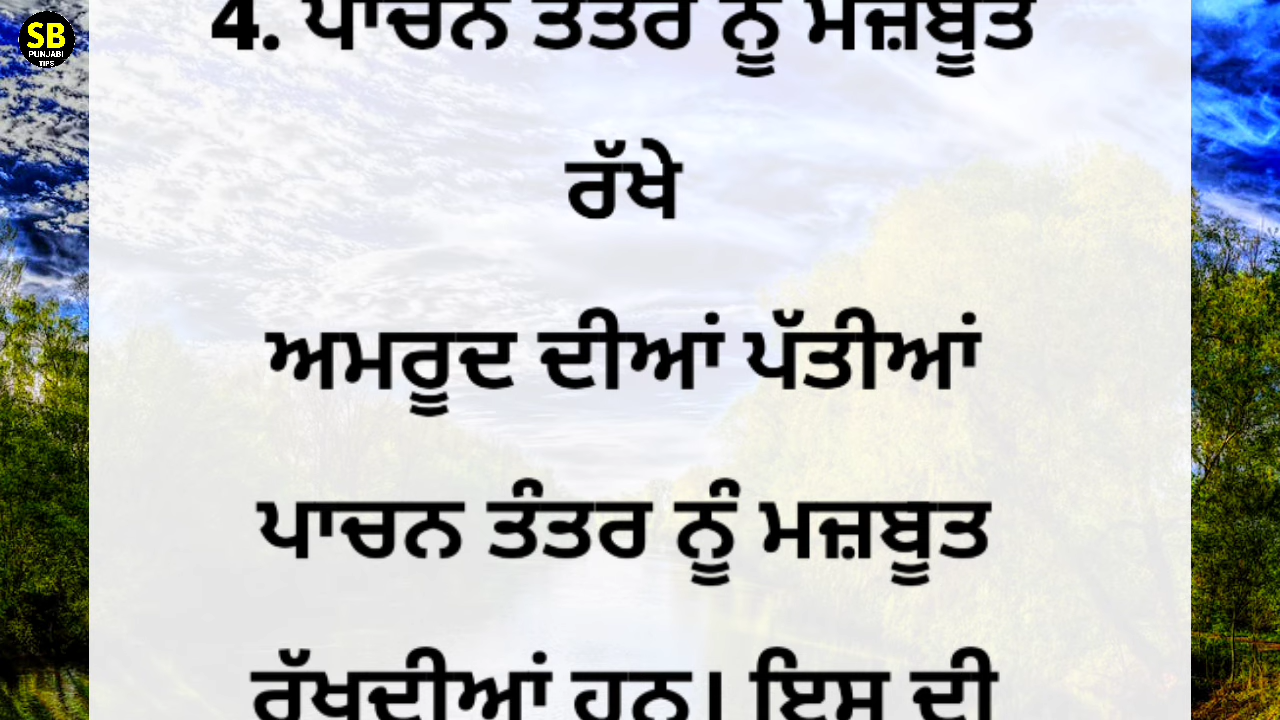 SB
PUNJABI
TIPS
4. ਪਾਚਨ ਤੰਤਰ ਨੂੰ ਮਜ਼ਬੂਤ
ਰੱਖੇ
ਅਮਰੂਦ ਦੀਆਂ ਪੱਤੀਆਂ
ਪਾਚਨ ਤੰਤਰ ਨੂੰ ਮਜ਼ਬੂਤ
ਰੱਖਦੀਆਂ ਹਨ। ਇਸ ਦੀ